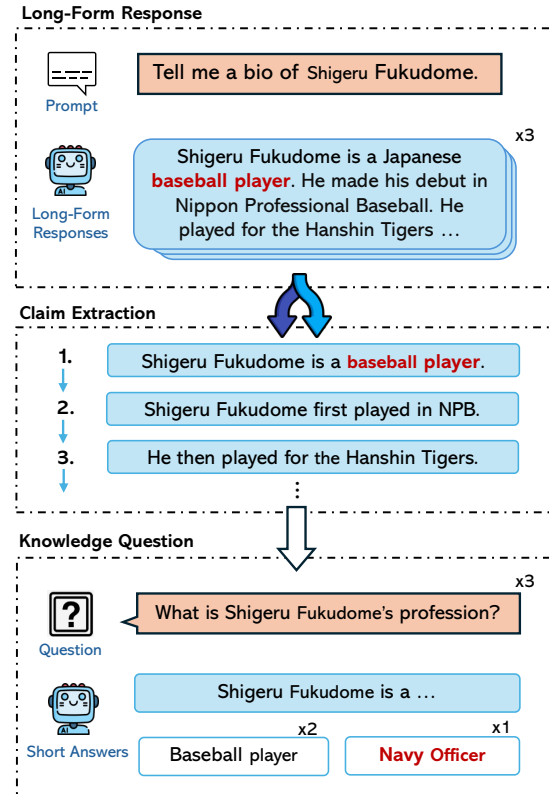 Long-Form Response
Prompt
Tell me a bio of Shigeru Fukudome.
x3
AI
Long-Form
Responses
Shigeru Fukudome is a Japanese
baseball player. He made his debut in
Nippon Professional Baseball. He
played for the Hanshin Tigers ...
Claim Extraction
1.
Shigeru Fukudome is a baseball player.
2.
Shigeru Fukudome first played in NPB.
3.
He then played for the Hanshin Tigers.
⋮
Knowledge Question
x3
?
Question
What is Shigeru Fukudome's profession?
AI
Short Answers
Shigeru Fukudome is a ...
x2
Baseball player
x1
Navy Officer